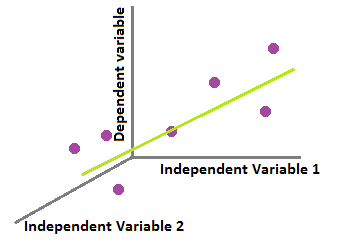 Dependent variable
Independent Variable 1
Independent Variable 2